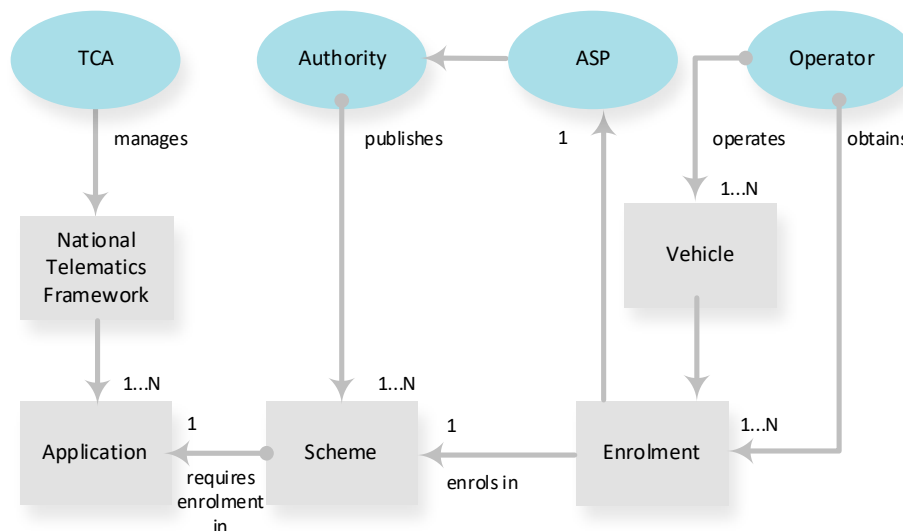 TCA
Authority
ASP
Operator
manages
publishes
1
operates
obtains
1...N
National
Telematics
Framework
Vehicle
1...N
1...N
1
1
1...N
Application
Scheme
Enrolment
requires
enrolment
in
enrols in